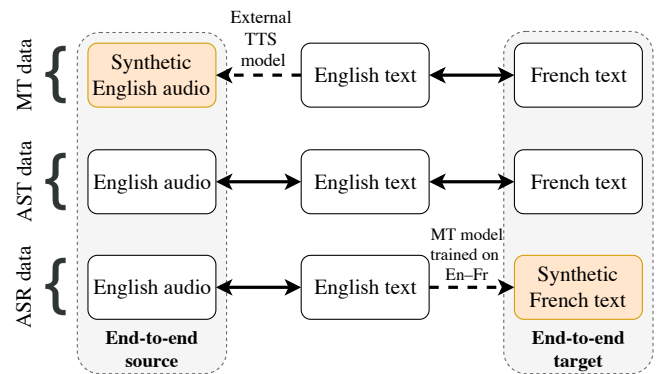 External
TTS
model
MT data
Synthetic
English audio
English text
French text
AST data
English audio
English text
French text
MT model
trained on
En–Fr
ASR data
English audio
English text
Synthetic
French text
End-to-end
source
End-to-end
target